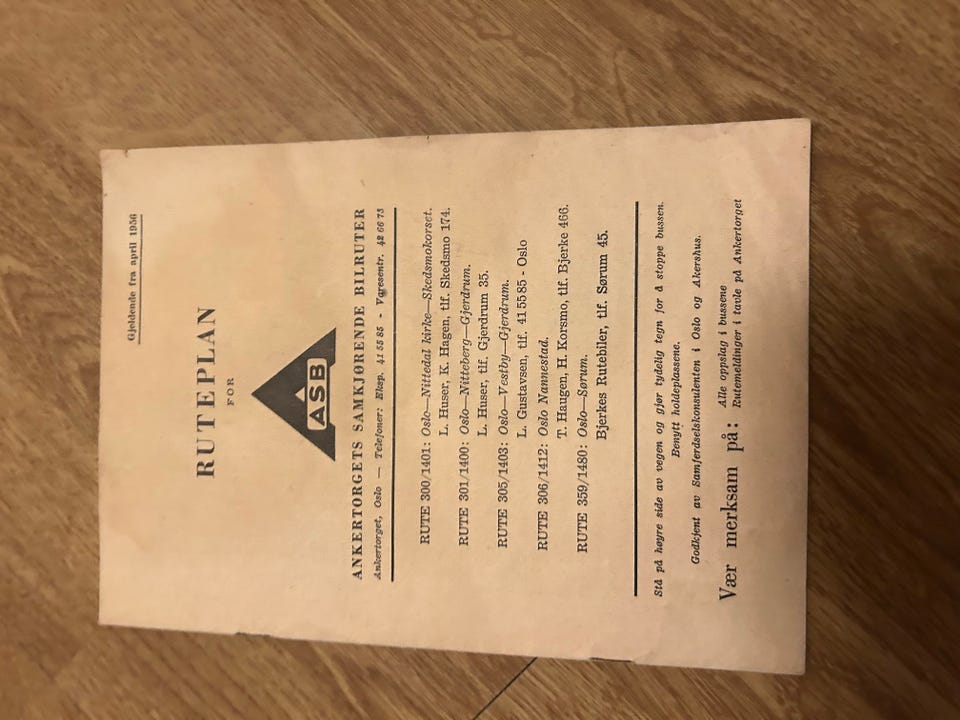 Gjeldende fra april 1956
RUTEPLAN
FOR
ASB
ANKERTORGETS SAMKJØRENDE BILRUTER
Ankertorget, Oslo — Telefoner: Eksp. 41 55 85 - Varesentr. 42 66 73
RUTE 300/1401: Oslo—Nittedal kirke—Skedsmokorset.
L. Huser, K. Hagen, tlf. Skedsmo 174.
RUTE 301/1400: Oslo—Nitteberg—Gjerdrum.
L. Huser, tlf. Gjerdrum 35.
RUTE 305/1403: Oslo—Vestby—Gjerdrum.
L. Gustavsen, tlf. 41 55 85 - Oslo
RUTE 306/1412: Oslo Nannestad.
T. Haugen, H. Korsmo, tlf. Bjerke 466.
RUTE 359/1480: Oslo—Sørum.
Bjerkes Rutebiler, tlf. Sørum 45.
Stå på høyre side av vegen og gjør tydelig tegn for å stoppe bussen.
Benytt holdeplassene.
Godkjent av Samferdselskonsulenten i Oslo og Akershus.
Vær merksam på:
Alle oppslag i bussene
Rutemeldinger i tavle på Ankertorget